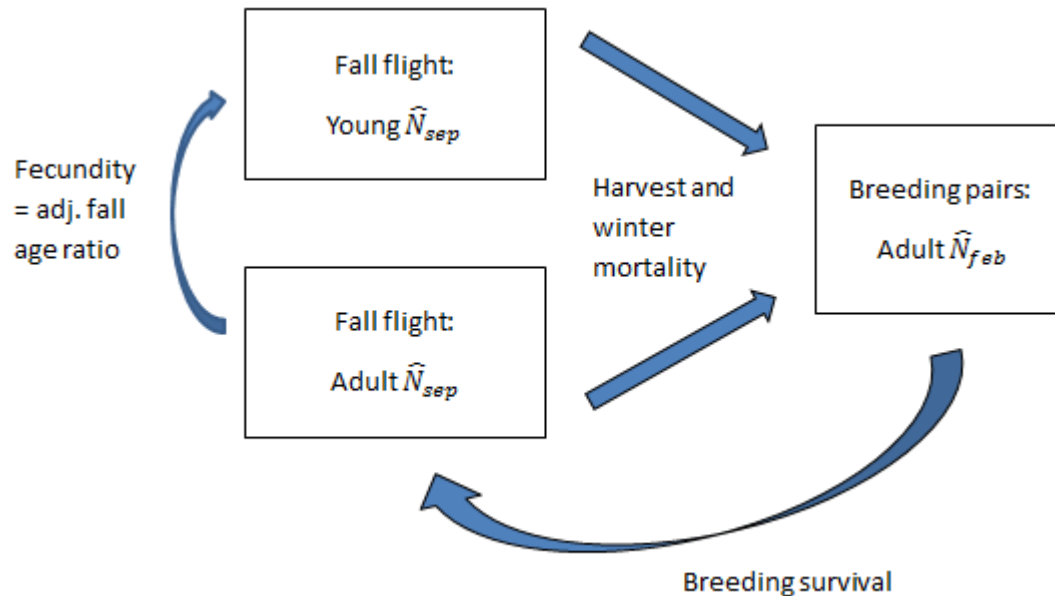 Fall flight:
Young N̂sep
Fecundity
= adj. fall
age ratio
Harvest and
winter
mortality
Breeding pairs:
Adult N̂feb
Fall flight:
Adult N̂sep
Breeding survival